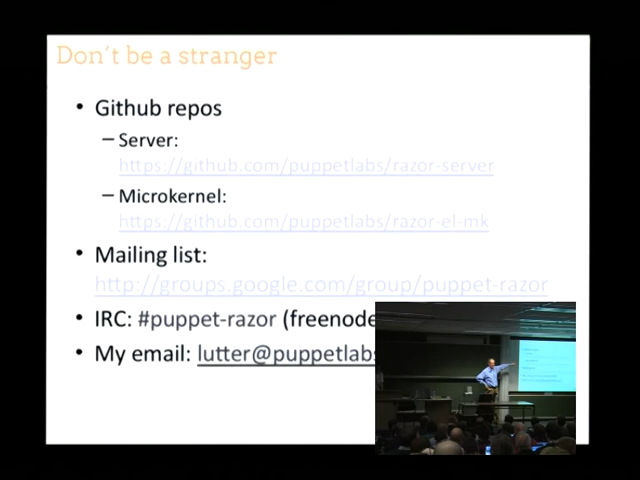 Don´t be a stranger
• Github repos
– Server:
https://github.com/puppetlabs/razor-server
– Microkernel:
https://github.com/puppetlabs/razor-el-mk
• Mailing list:
http://groups.google.com/group/puppet-razor
• IRC: #puppet-razor (freenode
• My email: lutter@puppetlabs